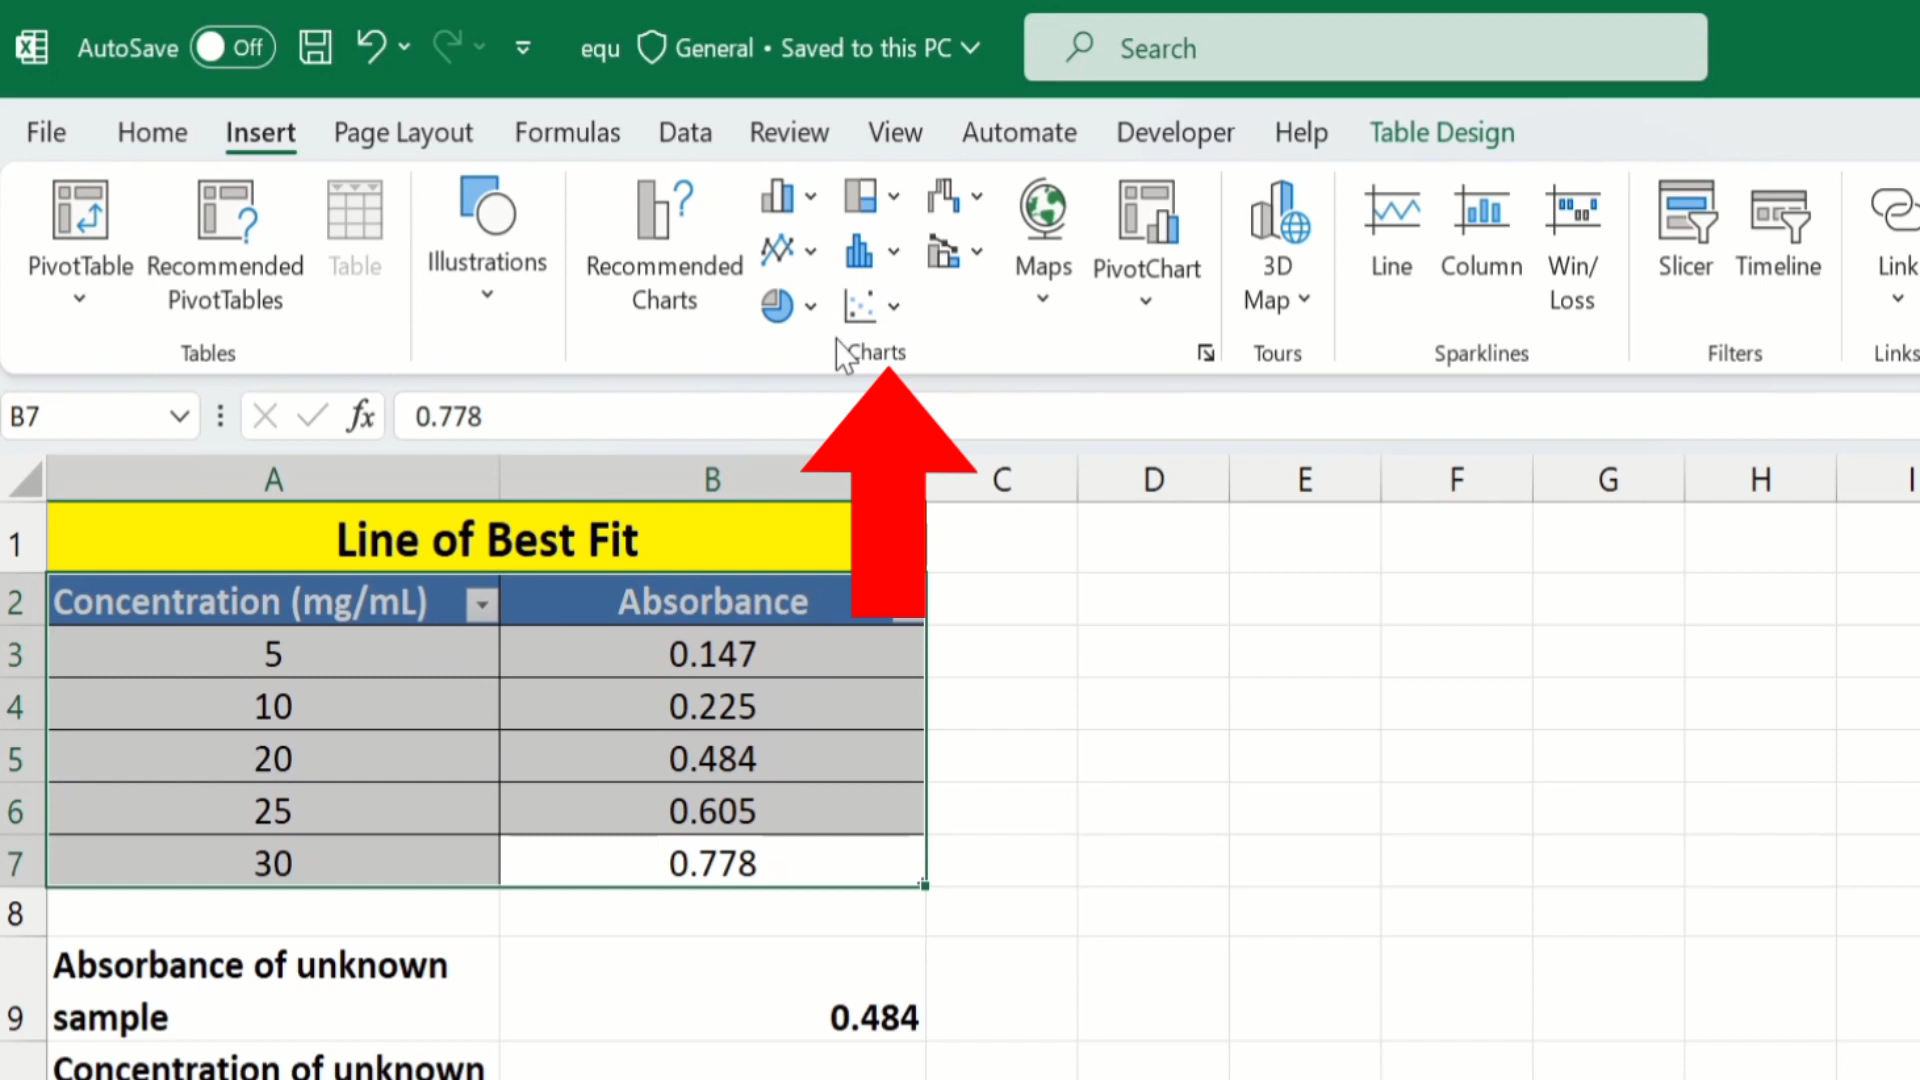 AutoSave Off equ General • Saved to this PC Search
File Home Insert Page Layout Formulas Data Review View Automate Developer Help Table Design
PivotTable
Recommended
PivotTables
Table
Tables
Illustrations
Recommended
Charts
Maps
PivotChart
Charts
3D
Map
Tours
Line
Column
Win/
Loss
Sparklines
Slicer
Timeline
Filters
Link
Links
B7 fx 0.778
A B C D E F G H I
1 Line of Best Fit
2 Concentration (mg/mL) Absorbance
3 5 0.147
4 10 0.225
5 20 0.484
6 25 0.605
7 30 0.778
8
Absorbance of unknown
9 sample 0.484
Concentration of unknown